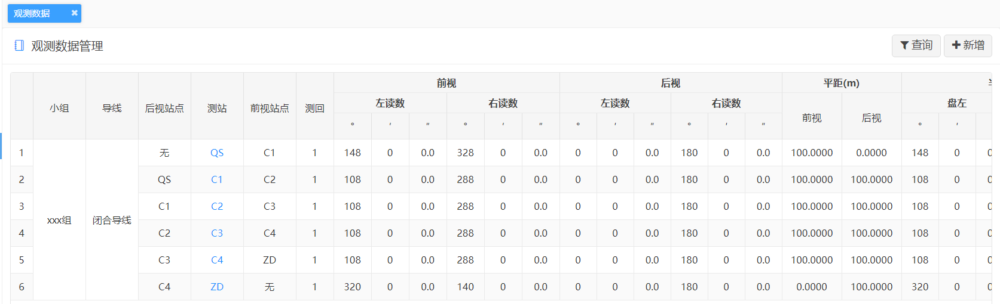 观测数据
观测数据管理 查询 新增
前视 后视 平距(m)
小组 导线 后视站点 测站 前视站点 测回 左读数 右读数 左读数 右读数 前视 后视 盘左
° ′ ″ ° ′ ″ ° ′ ″ ° ′ ″ ° ′
1 无 QS C1 1 148 0 0.0 328 0 0.0 0 0 0.0 180 0 0.0 100.0000 0.0000 148 0
2 QS C1 C2 1 108 0 0.0 288 0 0.0 0 0 0.0 180 0 0.0 100.0000 100.0000 108 0
3 C1 C2 C3 1 108 0 0.0 288 0 0.0 0 0 0.0 180 0 0.0 100.0000 100.0000 108 0
xxx组 闭合导线
4 C2 C3 C4 1 108 0 0.0 288 0 0.0 0 0 0.0 180 0 0.0 100.0000 100.0000 108 0
5 C3 C4 ZD 1 108 0 0.0 288 0 0.0 0 0 0.0 180 0 0.0 100.0000 100.0000 108 0
6 C4 ZD 无 1 320 0 0.0 140 0 0.0 0 0 0.0 180 0 0.0 0.0000 100.0000 320 0